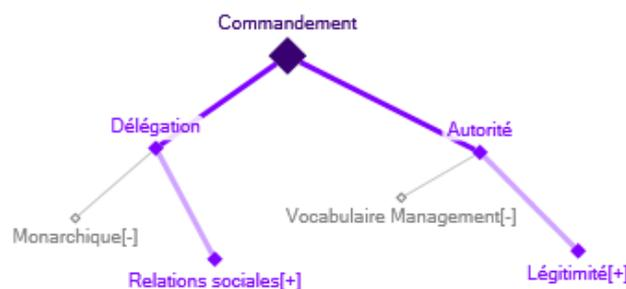 Commandement
Délégation
Autorité
Monarchique[-]
Vocabulaire Management[-]
Relations sociales[+]
Légitimité[+]